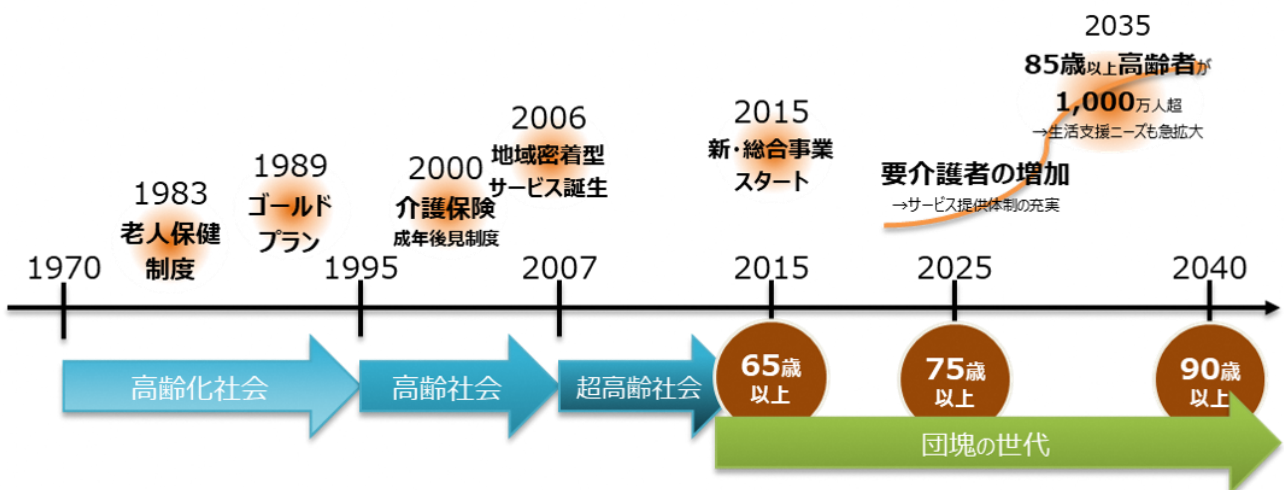 2035
85歳以上高齢者が
1,000万人超
→生活支援ニーズも急拡大
2006
地域密着型
サービス誕生
2015
新・総合事業
スタート
1989
ゴールド
プラン
2000
介護保険
成年後見制度
要介護者の増加
→サービス提供体制の充実
1983
老人保健
制度
1970
1995
2007
2015
2025
2040
高齢化社会
高齢社会
超高齢社会
65歳
以上
75歳
以上
90歳
以上
団塊の世代